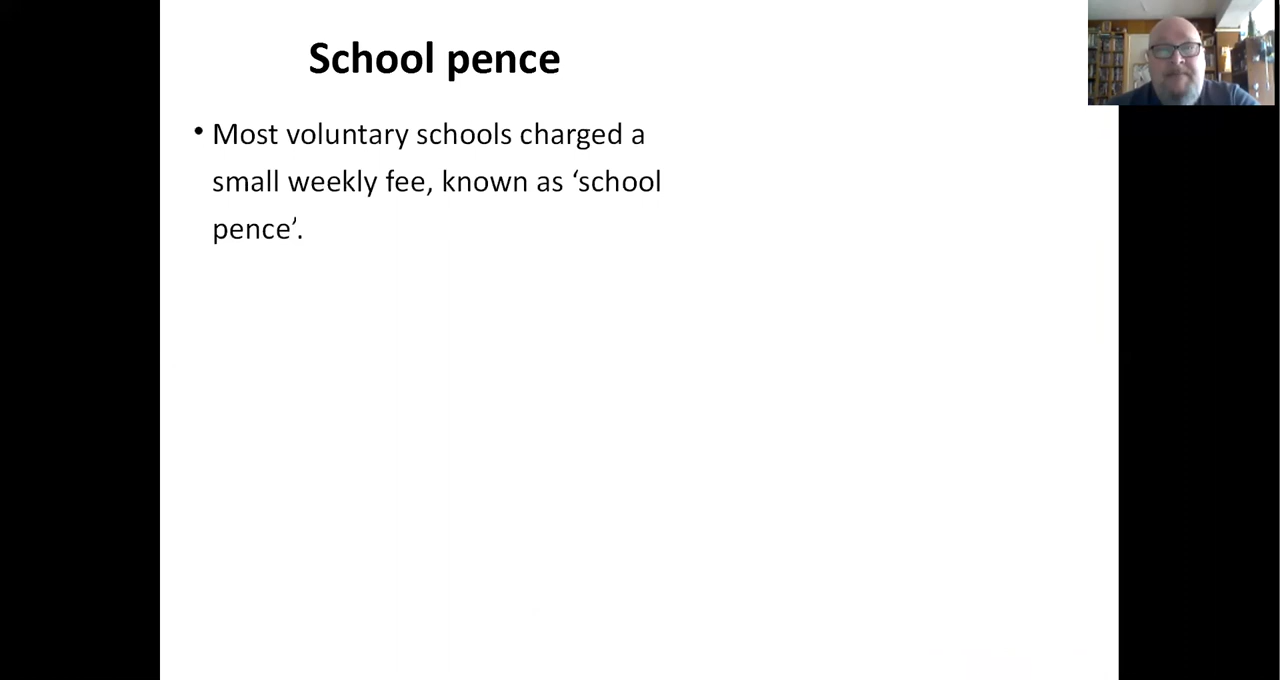 School pence
• Most voluntary schools charged a
small weekly fee, known as ‘school
pence’.